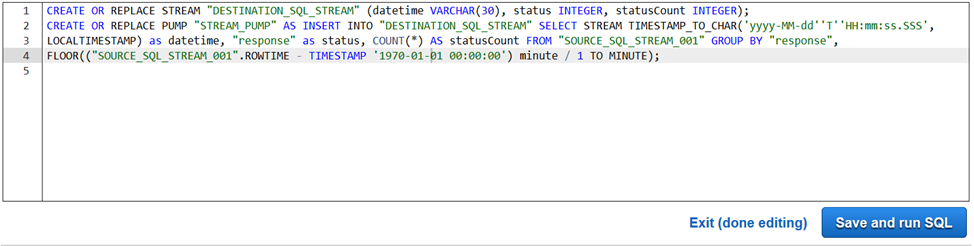 1 CREATE OR REPLACE STREAM "DESTINATION_SQL_STREAM" (datetime VARCHAR(30), status INTEGER, statusCount INTEGER);
2 CREATE OR REPLACE PUMP "STREAM_PUMP" AS INSERT INTO "DESTINATION_SQL_STREAM" SELECT STREAM TIMESTAMP_TO_CHAR('yyyy-MM-dd''T''HH:mm:ss.SSS',
3 LOCALTIMESTAMP) as datetime, "response" as status, COUNT(*) AS statusCount FROM "SOURCE_SQL_STREAM_001" GROUP BY "response",
4 FLOOR(("SOURCE_SQL_STREAM_001".ROWTIME - TIMESTAMP '1970-01-01 00:00:00') minute / 1 TO MINUTE);
5
Exit (done editing) Save and run SQL